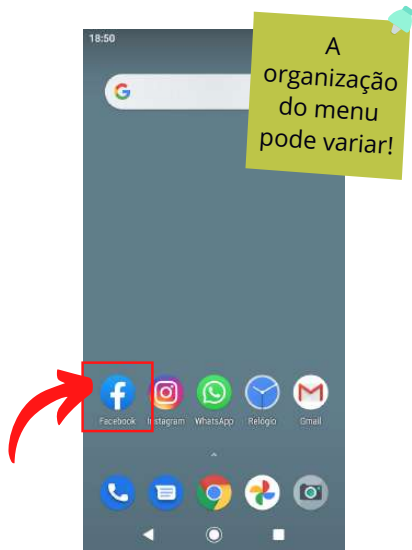 18:50
A
organização
do menu
pode variar!
Facebook Instagram WhatsApp Relógio Gmail